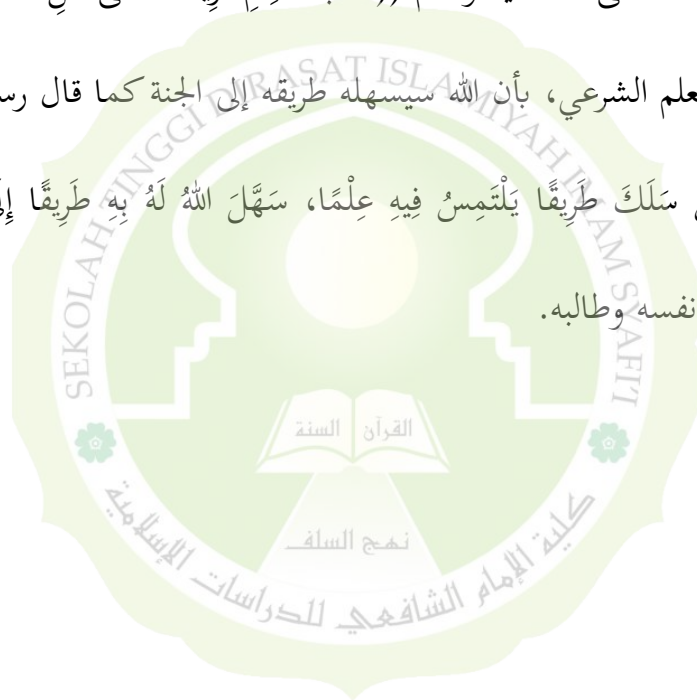 علم الشرعي، بأن الله سيسهله طريقه إلى الجنة كما قال رس
سَلَكَ طَرِيقًا يَلْتَمِسُ فِيهِ عِلْمًا، سَهَّلَ اللهُ لَهُ بِهِ طَرِيقًا إِلَ
نفسه وطالبه.
SEKOLAH TINGGI DIRASAT ISLAMIYAH IMAM SYAFI'I
القرآن السنة
نهج السلف
كلية الإمام الشافعي للدراسات الإسلامية